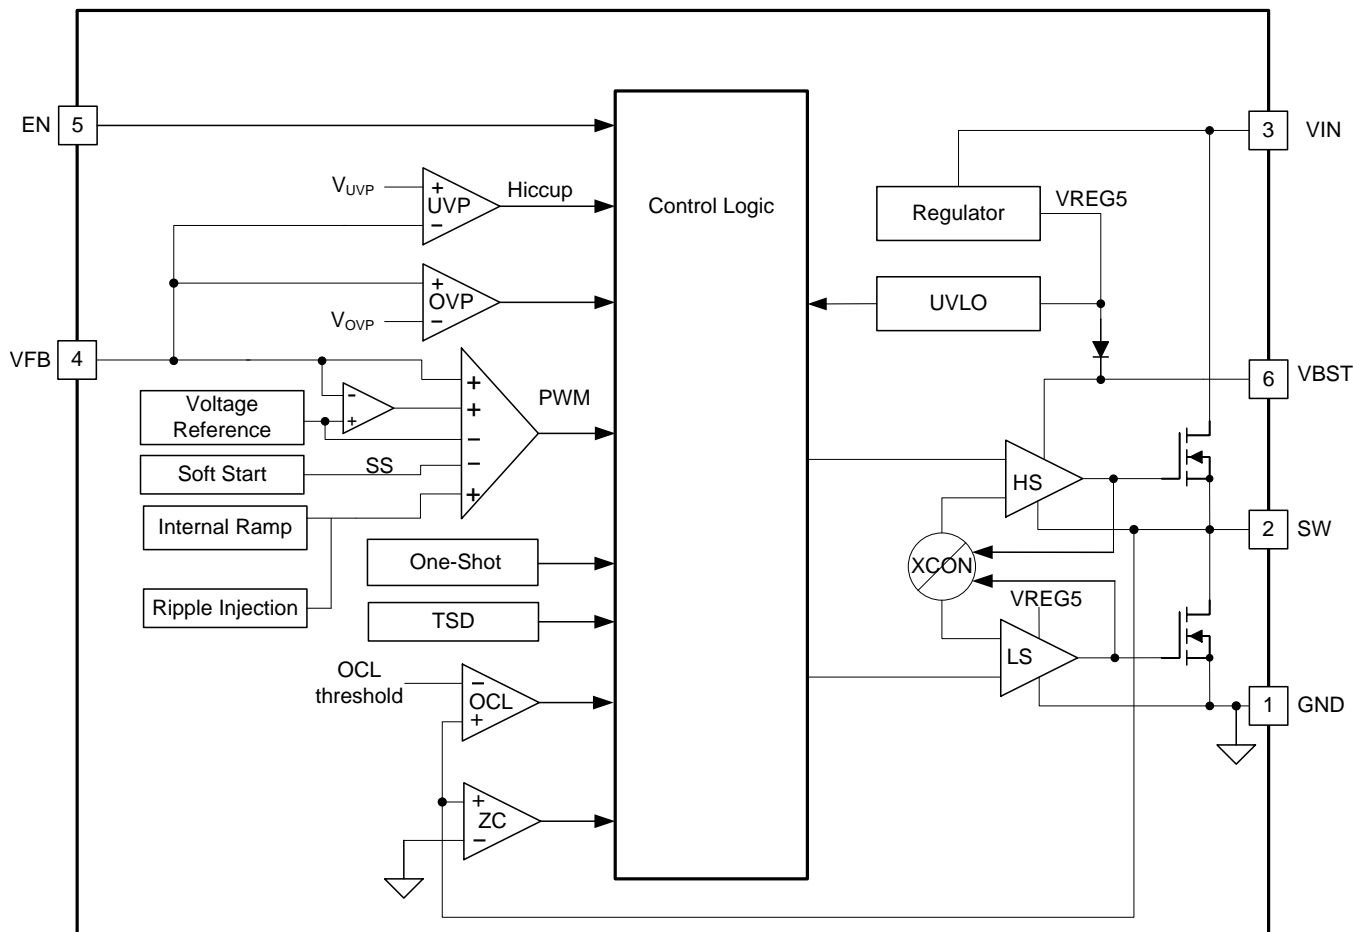 EN
5
3
VIN
VUVP
+
UVP
−
Hiccup
Control Logic
Regulator
VREG5
+
OVP
−
VOVP
UVLO
VFB
4
6
VBST
Voltage
Reference
-
+
+
+
−
−
+
PWM
Soft Start
SS
Internal Ramp
HS
2
SW
One-Shot
XCON
Ripple Injection
TSD
VREG5
LS
OCL
threshold
−
OCL
+
1
GND
+
ZC
−